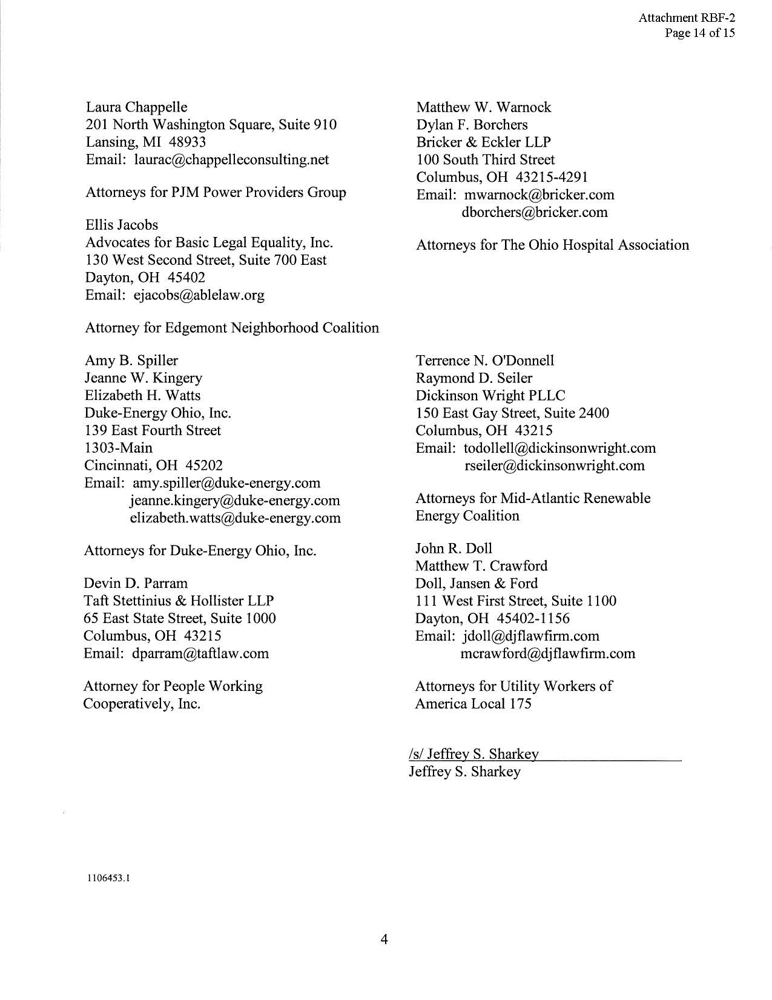 Attachment RBF-2
Page 14 of 15
Laura Chappelle
201 North Washington Square, Suite 910
Lansing, MI 48933
Email: laurac@chappelleconsulting.net
Attorneys for PJM Power Providers Group
Ellis Jacobs
Advocates for Basic Legal Equality, Inc.
130 West Second Street, Suite 700 East
Dayton, OH 45402
Email: ejacobs@ablelaw.org
Attorney for Edgemont Neighborhood Coalition
Matthew W. Warnock
Dylan F. Borchers
Bricker & Eckler LLP
100 South Third Street
Columbus, OH 43215-4291
Email: mwarnock@bricker.com
dborchers@bricker.com
Attorneys for The Ohio Hospital Association
Amy B. Spiller
Jeanne W. Kingery
Elizabeth H. Watts
Duke-Energy Ohio, Inc.
139 East Fourth Street
1303-Main
Cincinnati, OH 45202
Email: amy.spiller@duke-energy.com
jeanne.kingery@duke-energy.com
elizabeth.watts@duke-energy.com
Attorneys for Duke-Energy Ohio, Inc.
Devin D. Parram
Taft Stettinius & Hollister LLP
65 East State Street, Suite 1000
Columbus, OH 43215
Email: dparram@taftlaw.com
Attorney for People Working
Cooperatively, Inc.
Terrence N. O'Donnell
Raymond D. Seiler
Dickinson Wright PLLC
150 East Gay Street, Suite 2400
Columbus, OH 43215
Email: todollell@dickinsonwright.com
rseiler@dickinsonwright.com
Attorneys for Mid-Atlantic Renewable
Energy Coalition
John R. Doll
Matthew T. Crawford
Doll, Jansen & Ford
111 West First Street, Suite 1100
Dayton, OH 45402-1156
Email: jdoll@djflawfirm.com
mcrawford@djflawfirm.com
Attorneys for Utility Workers of
America Local 175
/s/ Jeffrey S. Sharkey
Jeffrey S. Sharkey
1106453.1
4